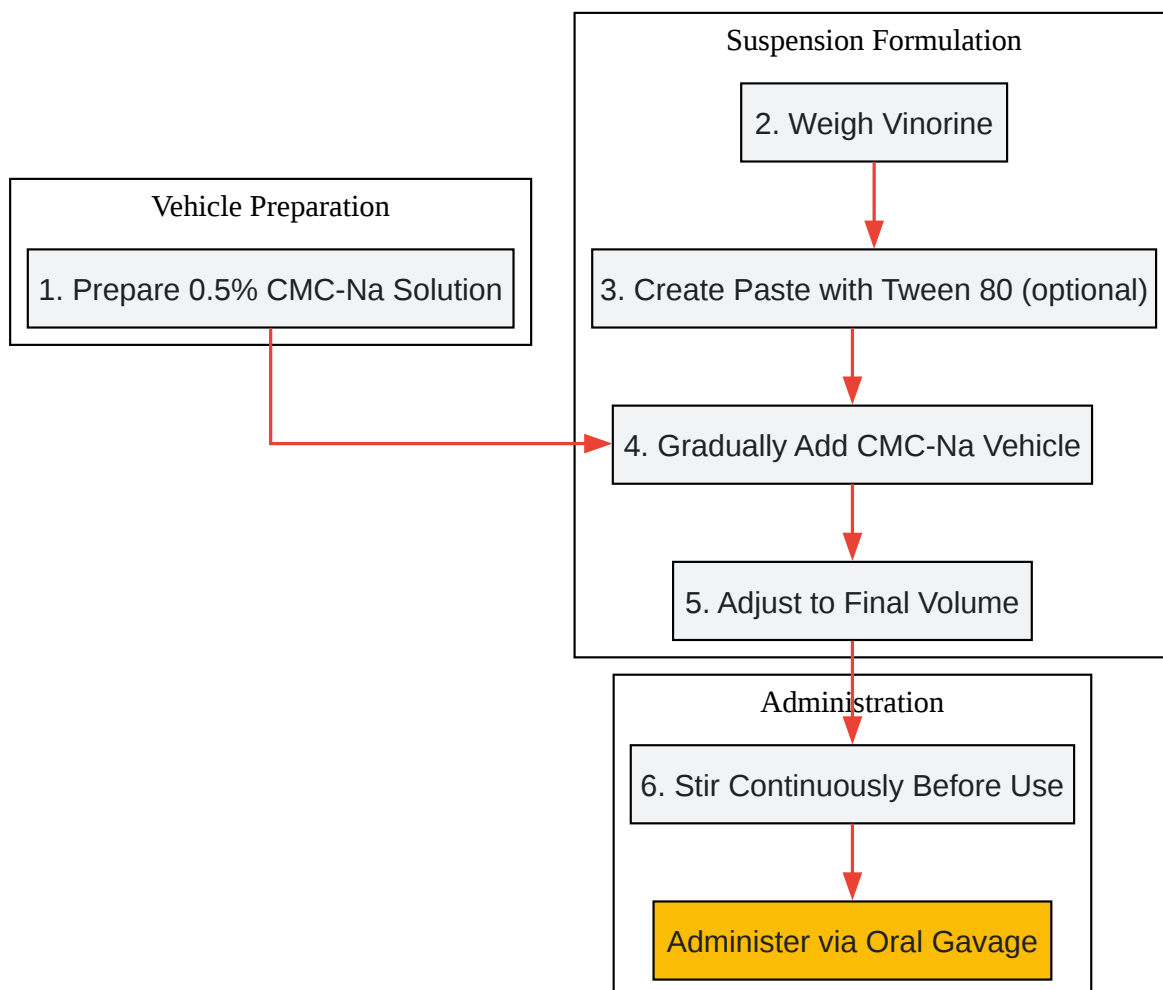 Suspension Formulation
2. Weigh Vinorine
Vehicle Preparation
1. Prepare 0.5% CMC-Na Solution
3. Create Paste with Tween 80 (optional)
4. Gradually Add CMC-Na Vehicle
5. Adjust to Final Volume
Administration
6. Stir Continuously Before Use
Administer via Oral Gavage